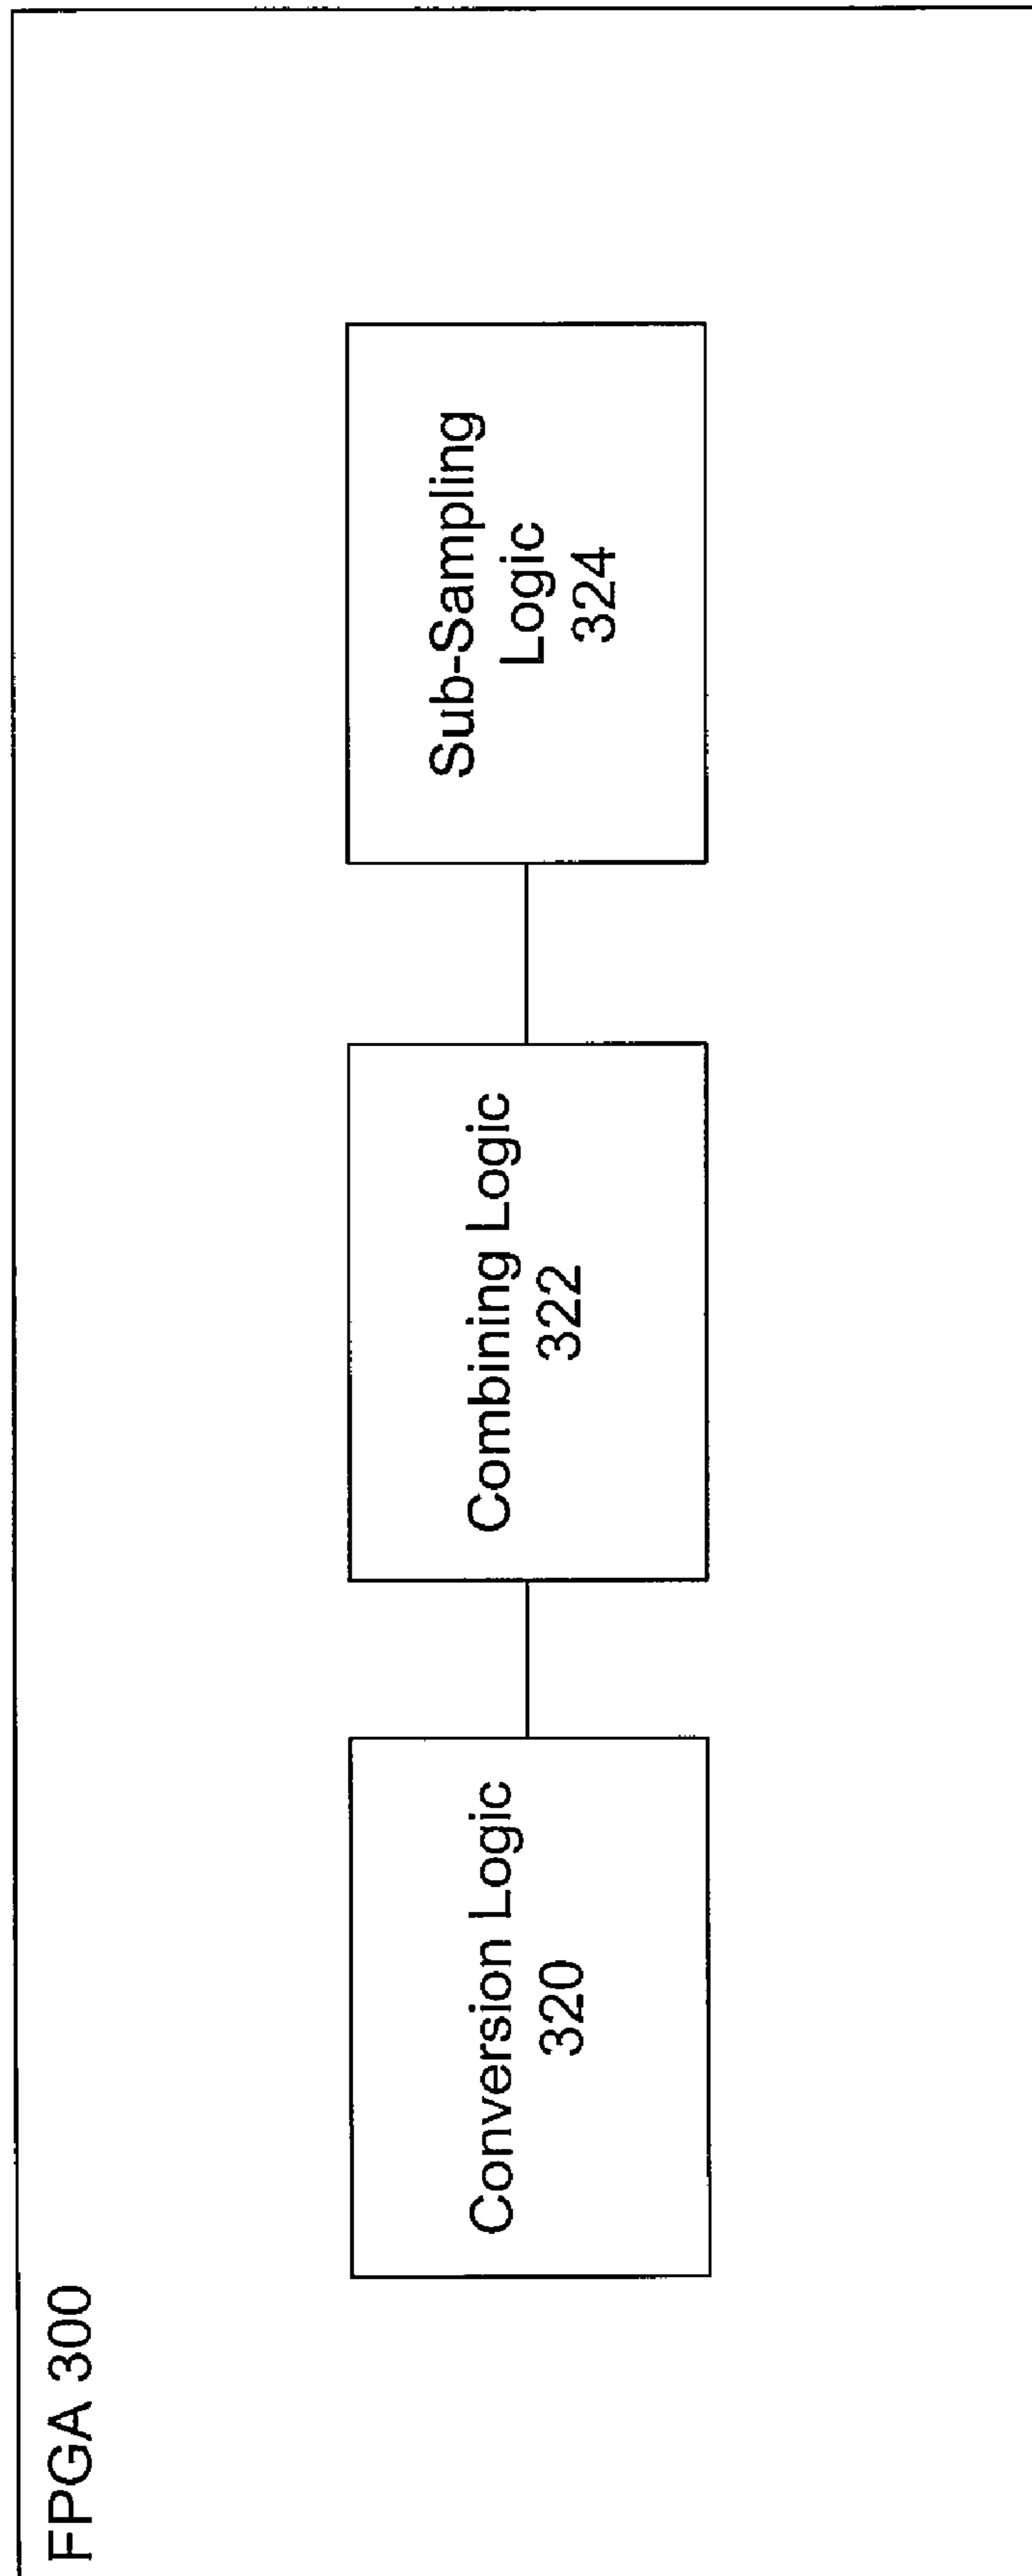 FPGA 300
Conversion Logic
320
Combining Logic
322
Sub-Sampling
Logic
324